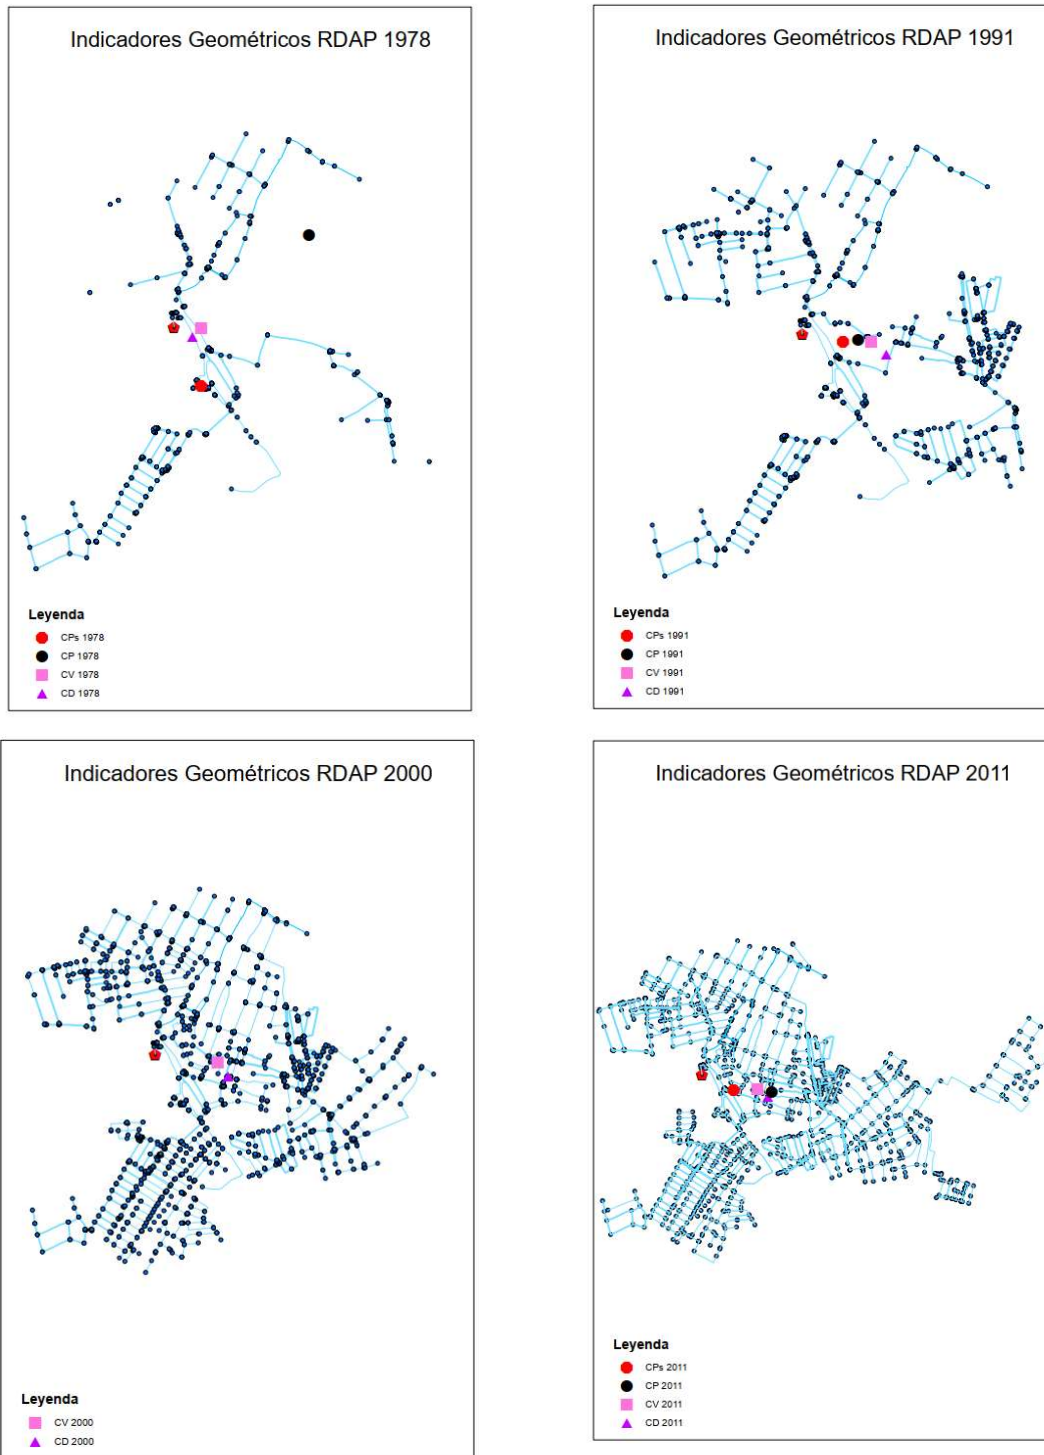 Indicadores Geométricos RDAP 1978
Leyenda
CPs 1978
CP 1978
CV 1978
CD 1978
Indicadores Geométricos RDAP 1991
Leyenda
CPs 1991
CP 1991
CV 1991
CD 1991
Indicadores Geométricos RDAP 2000
Leyenda
CV 2000
CD 2000
Indicadores Geométricos RDAP 2011
Leyenda
CPs 2011
CP 2011
CV 2011
CD 2011